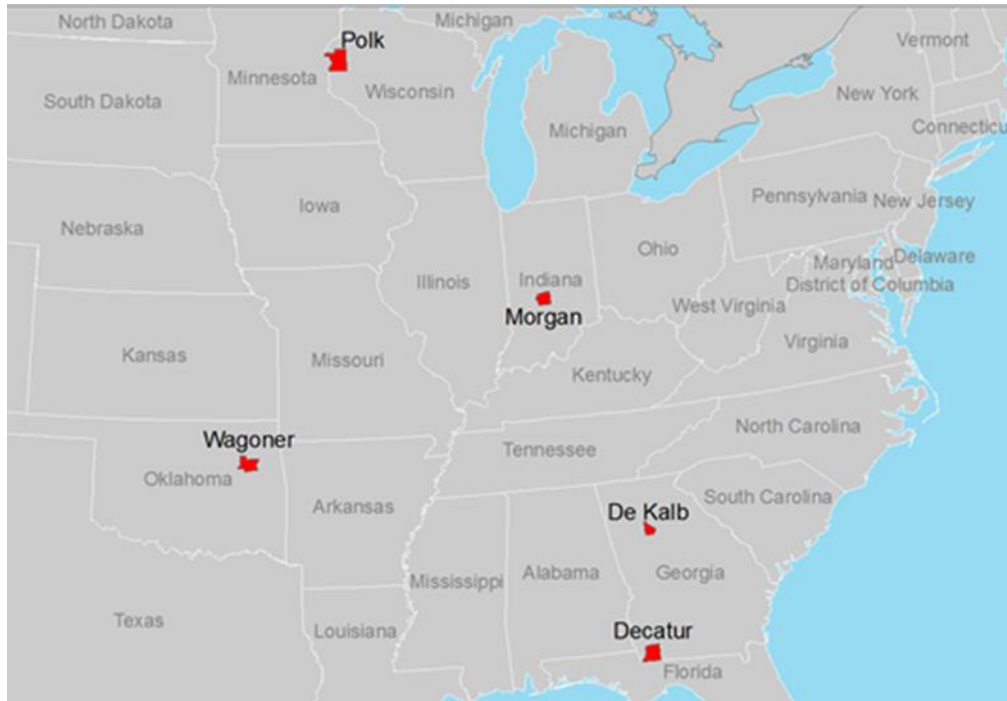 North Dakota
Michigan
Vermont
Polk
Minnesota
Wisconsin
South Dakota
New York
Michigan
Connecticu
Iowa
Pennsylvania
New Jersey
Nebraska
Ohio
Illinois
Indiana
Maryland
Delaware
District of Columbia
West Virginia
Morgan
Virginia
Kansas
Missouri
Kentucky
North Carolina
Wagoner
Tennessee
Oklahoma
South Carolina
Arkansas
De Kalb
Mississippi
Alabama
Georgia
Texas
Louisiana
Decatur
Florida